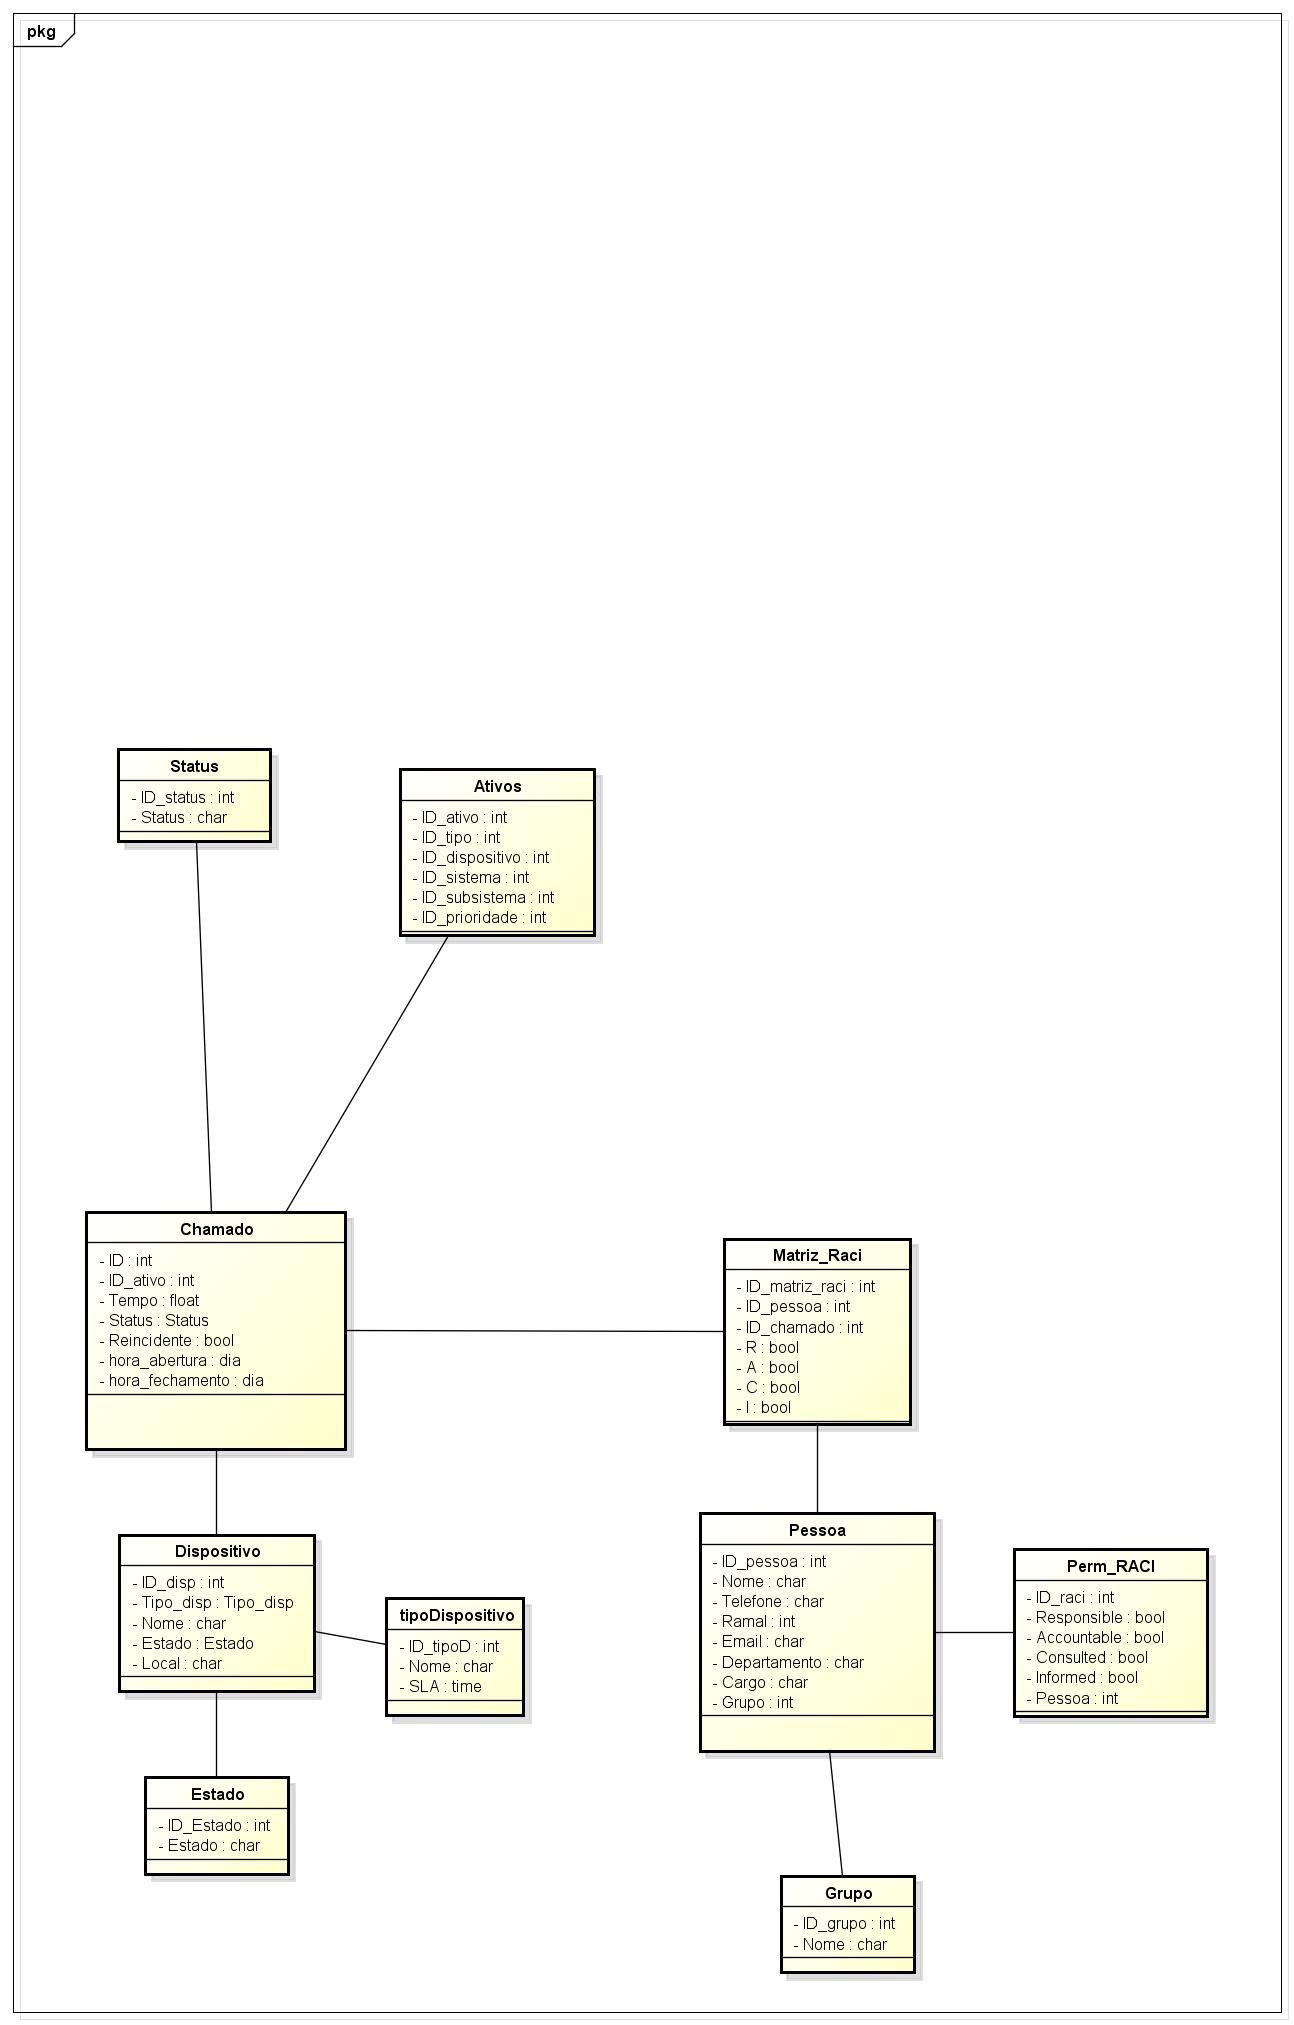 pkg
Status
- ID_status : int
- Status : char
Ativos
- ID_ativo : int
- ID_tipo : int
- ID_dispositivo : int
- ID_sistema : int
- ID_subsistema : int
- ID_prioridade : int
Chamado
- ID : int
- ID_ativo : int
- Tempo : float
- Status : Status
- Reincidente : bool
- hora_abertura : dia
- hora_fechamento : dia
Matriz_Raci
- ID_matriz_raci : int
- ID_pessoa : int
- ID_chamado : int
- R : bool
- A : bool
- C : bool
- I : bool
Dispositivo
- ID_disp : int
- Tipo_disp : Tipo_disp
- Nome : char
- Estado : Estado
- Local : char
tipoDispositivo
- ID_tipoD : int
- Nome : char
- SLA : time
Pessoa
- ID_pessoa : int
- Nome : char
- Telefone : char
- Ramal : int
- Email : char
- Departamento : char
- Cargo : char
- Grupo : int
Perm_RACI
- ID_raci : int
- Responsible : bool
- Accountable : bool
- Consulted : bool
- Informed : bool
- Pessoa : int
Estado
- ID_Estado : int
- Estado : char
Grupo
- ID_grupo : int
- Nome : char